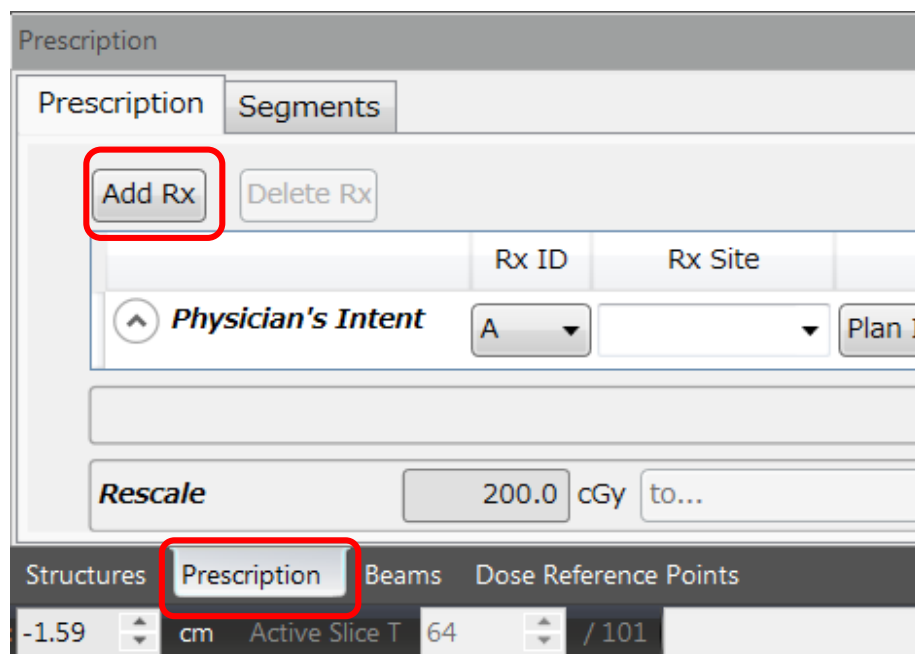 Prescription
Prescription Segments
Add Rx Delete Rx
Rx ID Rx Site
Physician's Intent A Plan
Rescale 200.0 cGy to...
Structures Prescription Beams Dose Reference Points
-1.59 cm Active Slice T 64 / 101